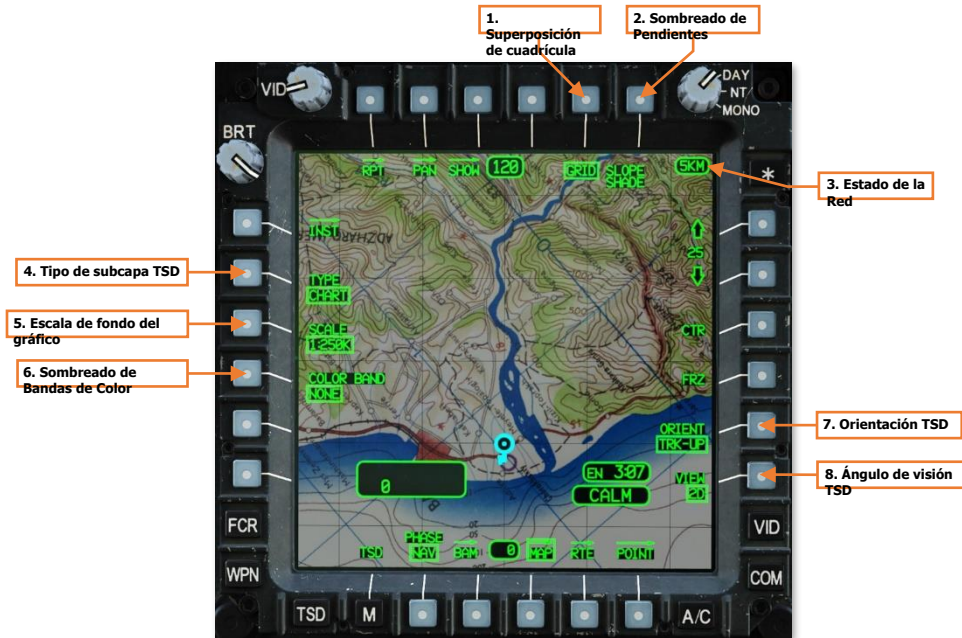 1.
Superposición
de cuadrícula
2. Sombreado de
Pendientes
VID
DAY
NT
MONO
BRT
RPT
PAN
SHOW
120
GRID
SLOPE
SHADE
5KM
*
3. Estado de la
Red
INST
25
4. Tipo de subcapa TSD
TYPE
CHART
5. Escala de fondo del
gráfico
SCALE
1:250K
CTR
6. Sombreado de
Bandas de Color
COLOR BAND
NONE
FRZ
ORIENT
TRK-UP
7. Orientación TSD
VIEW
2D
8. Ángulo de visión
TSD
0
EN 3:07
CALM
FCR
VID
PHASE
TSD
NAV
BAM
0
MAP
RTE
POINT
WPN
COM
TSD
M
A/C